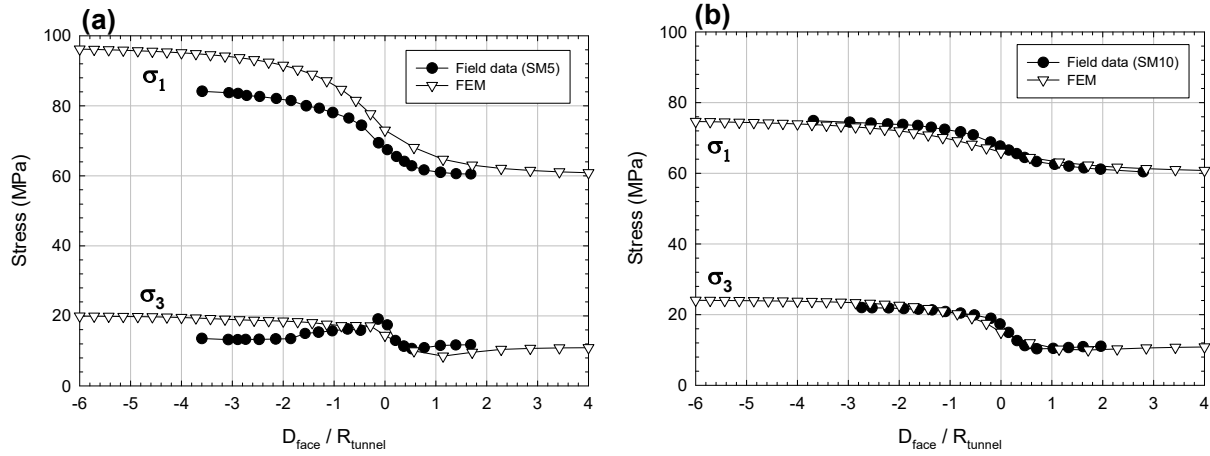 (a)
100
80
60
40
20
0
Stress (MPa)
σ1
σ3
Field data (SM5)
FEM
-6 -5 -4 -3 -2 -1 0 1 2 3 4
Dface / Rtunnel
(b)
100
80
60
40
20
0
Stress (MPa)
Field data (SM10)
FEM
σ1
σ3
-6 -5 -4 -3 -2 -1 0 1 2 3 4
Dface / Rtunnel